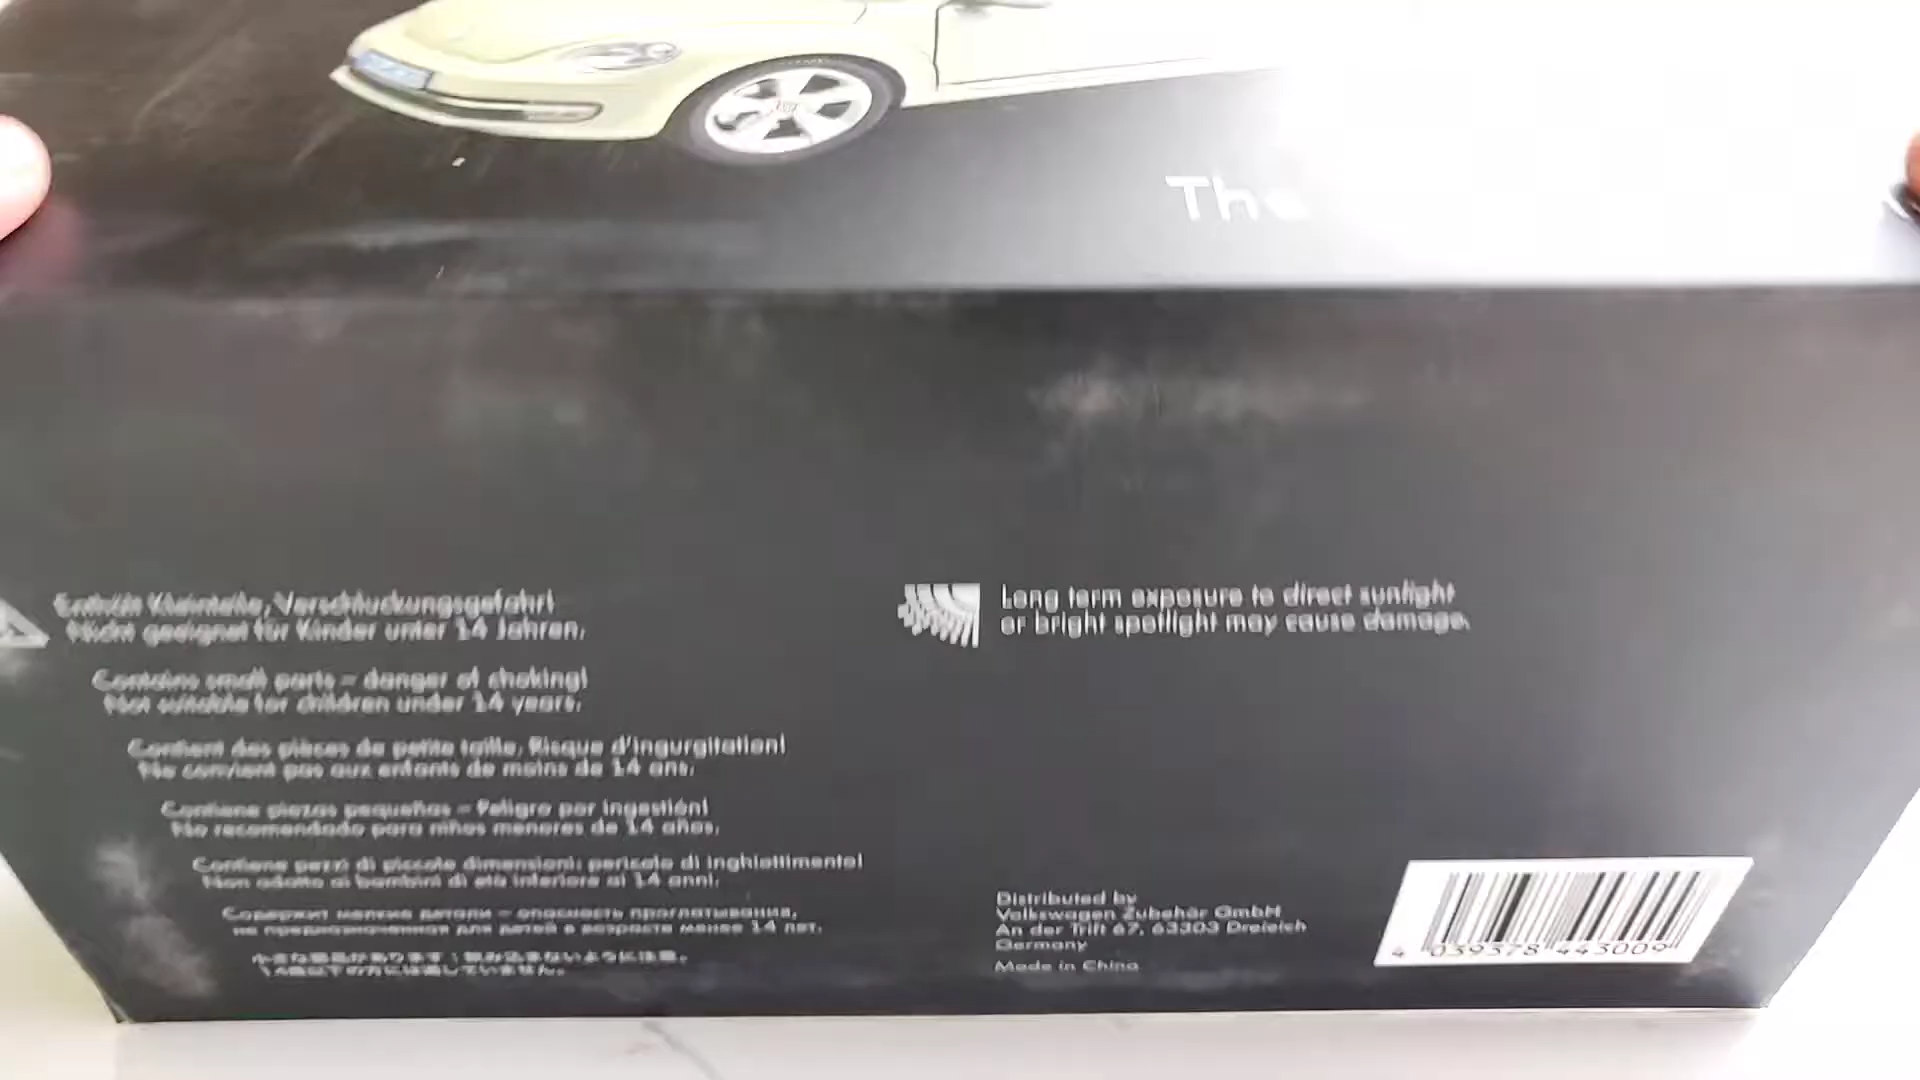 The
Enthält Kleinteile, Verschluckungsgefahr!
Nicht geeignet für Kinder unter 14 Jahren.
Contains small parts – danger of choking!
Not suitable for children under 14 years.
Contient des pièces de petite taille, Risque d'ingurgitation!
Ne convient pas aux enfants de moins de 14 ans.
Contiene piezas pequeñas – Peligro por ingestión!
No recomendado para niños menores de 14 años.
Contiene pezzi di piccole dimensioni: pericolo di inghiottimento!
Non adatto ai bambini di età inferiore ai 14 anni.
Содержит мелкие детали – опасность проглатывания,
не предназначенная для детей в возрасте менее 14 лет.
小さな部品があります！飲み込まないように注意。
14歳以下の方には適していません。
Long term exposure to direct sunlight
or bright spotlight may cause damage.
Distributed by
Volkswagen Zubehör GmbH
An der Trift 67, 63303 Dreieich
Germany
Made in China
4 039378 443009